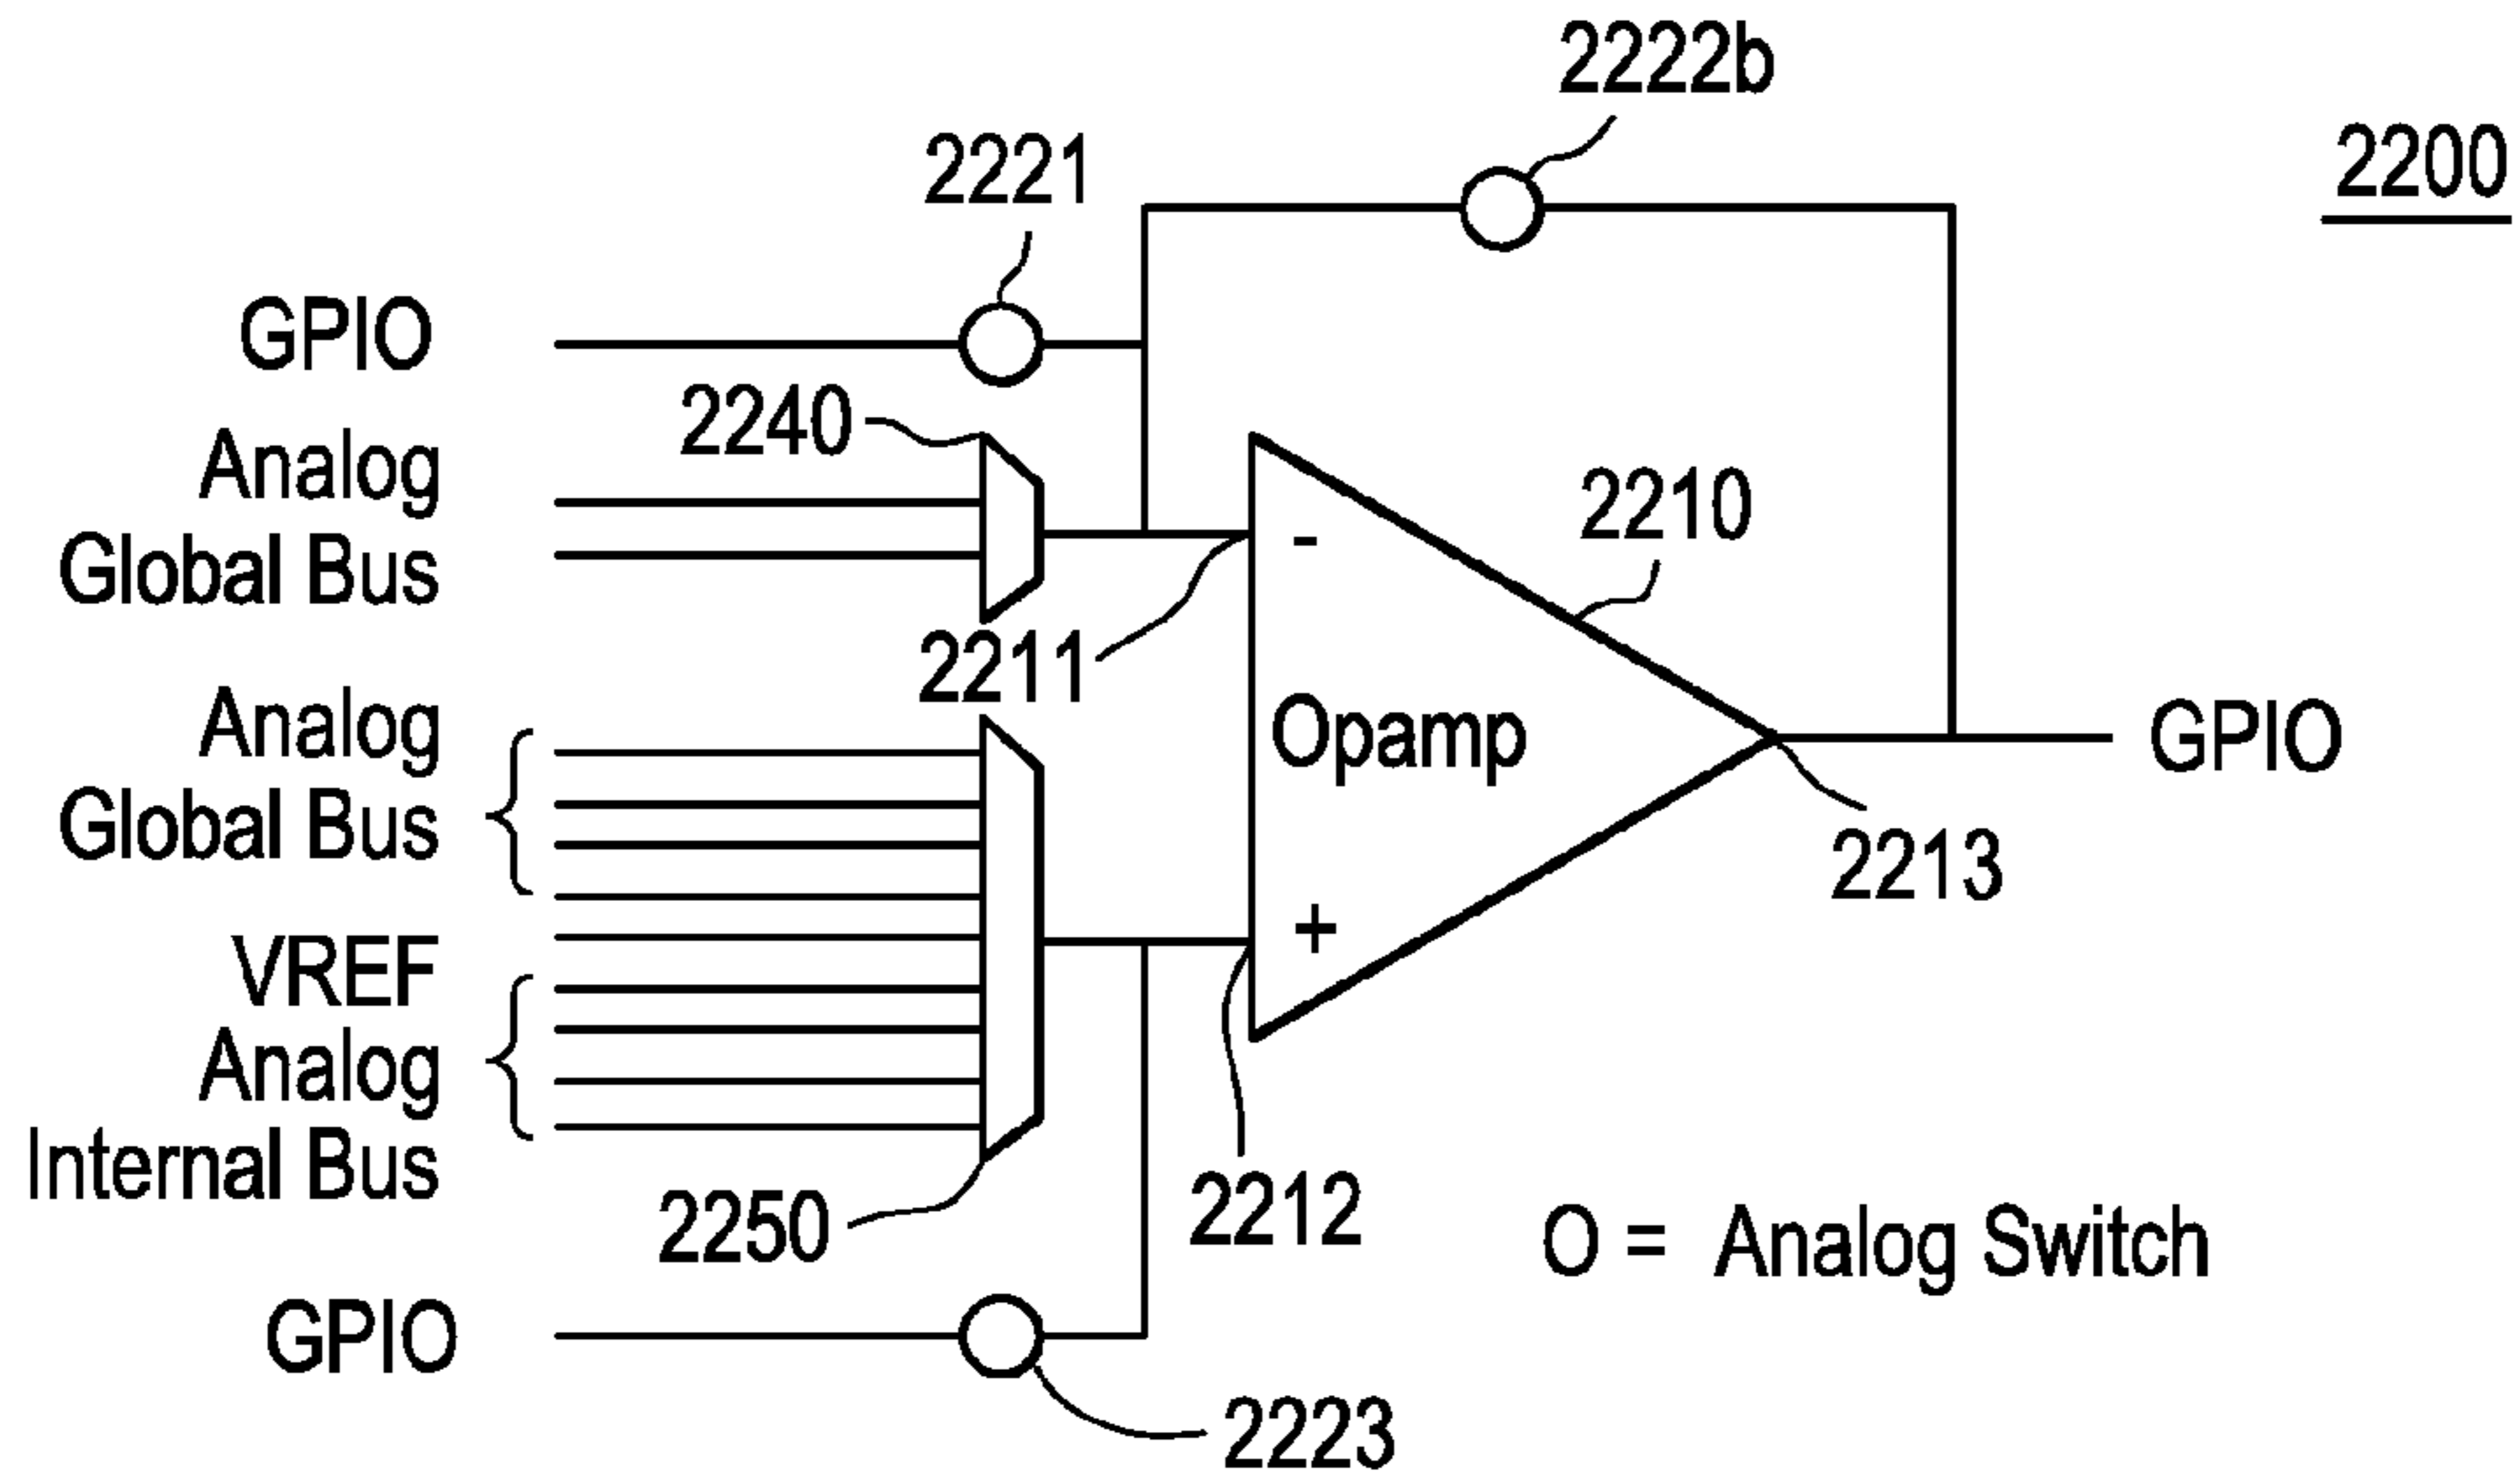 2222b
2221
2200
GPIO
2240
Analog
Global Bus
2210
-
2211
Analog
Global Bus
Opamp
GPIO
2213
+
VREF
Analog
Internal Bus
2250
2212
O = Analog Switch
GPIO
2223